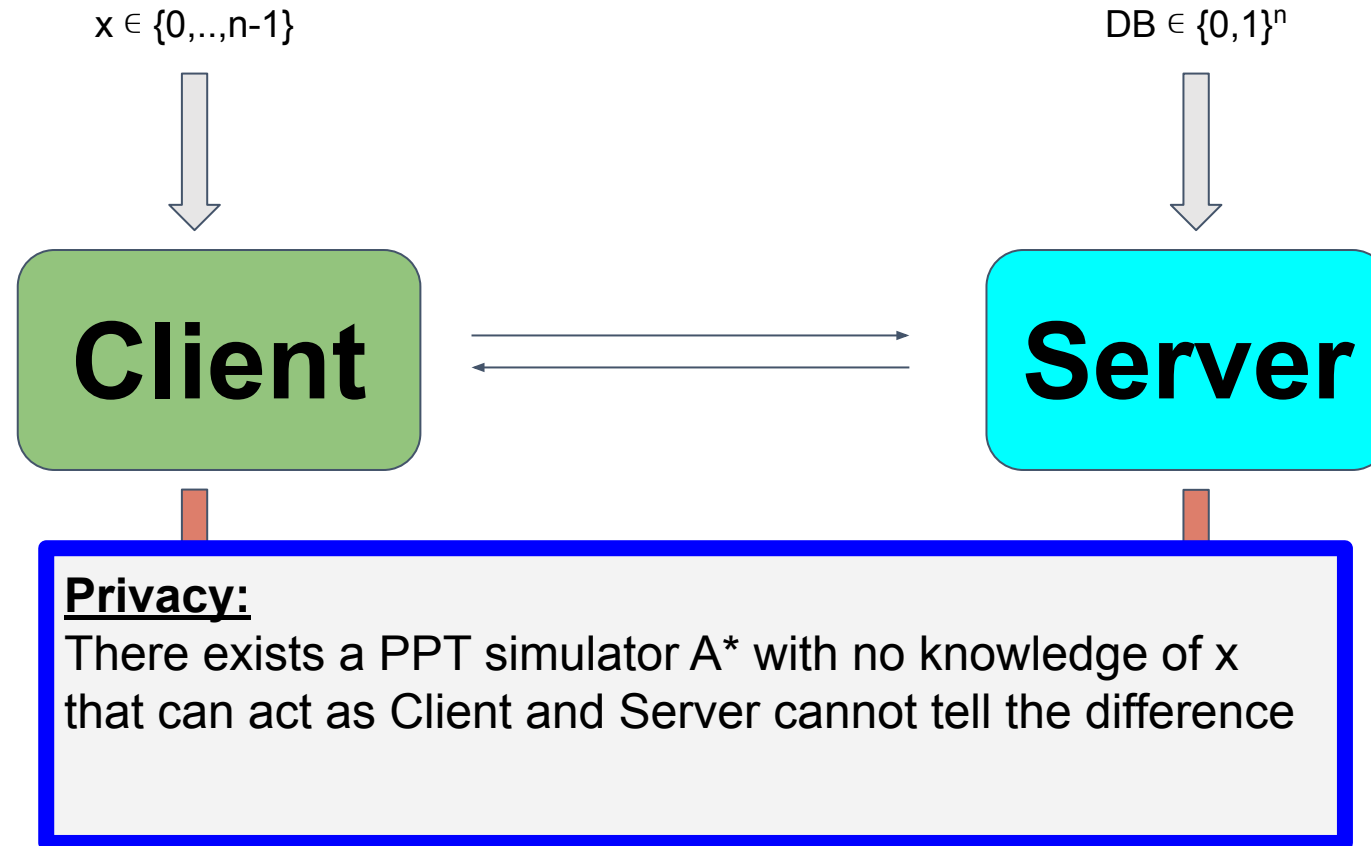 x ∈ {0,..,n-1}
DB ∈ {0,1}ⁿ
Client
Server
Privacy:
There exists a PPT simulator A* with no knowledge of x
that can act as Client and Server cannot tell the difference